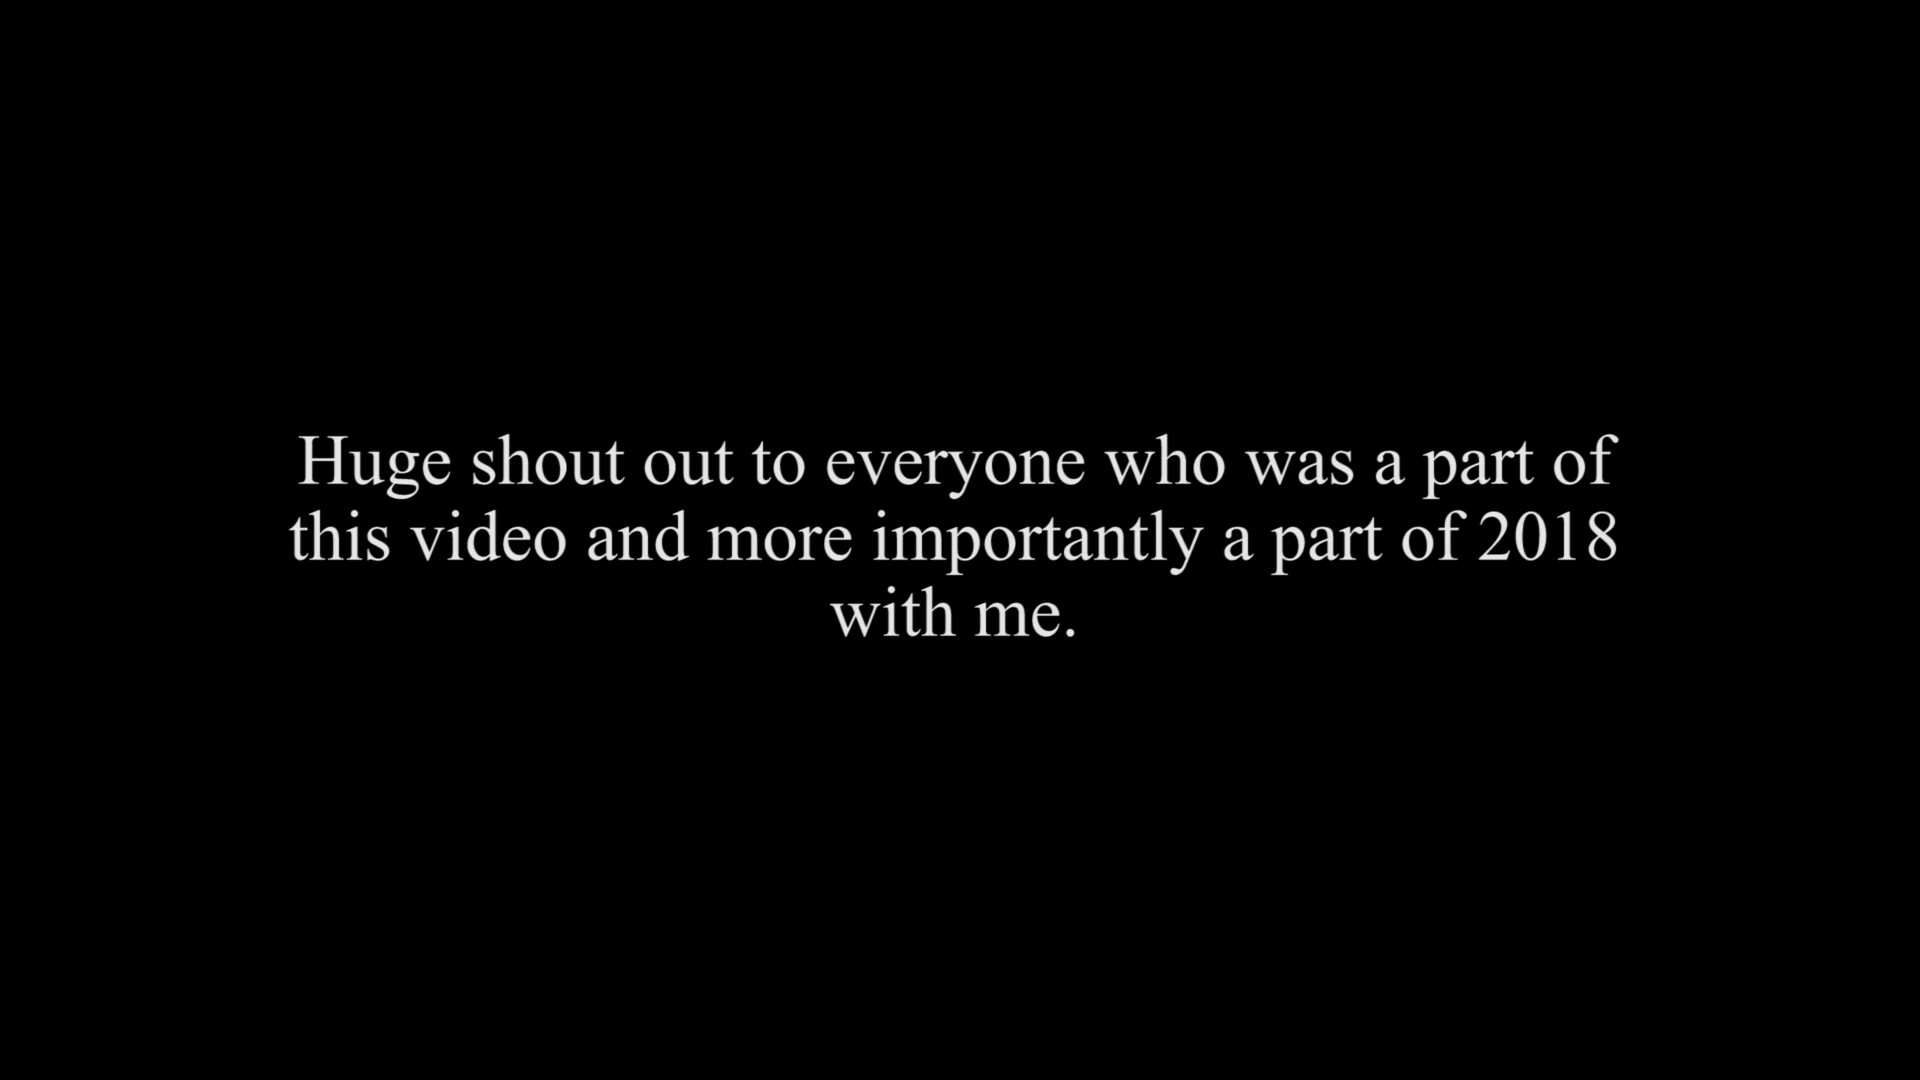 Huge shout out to everyone who was a part of
this video and more importantly a part of 2018
with me.